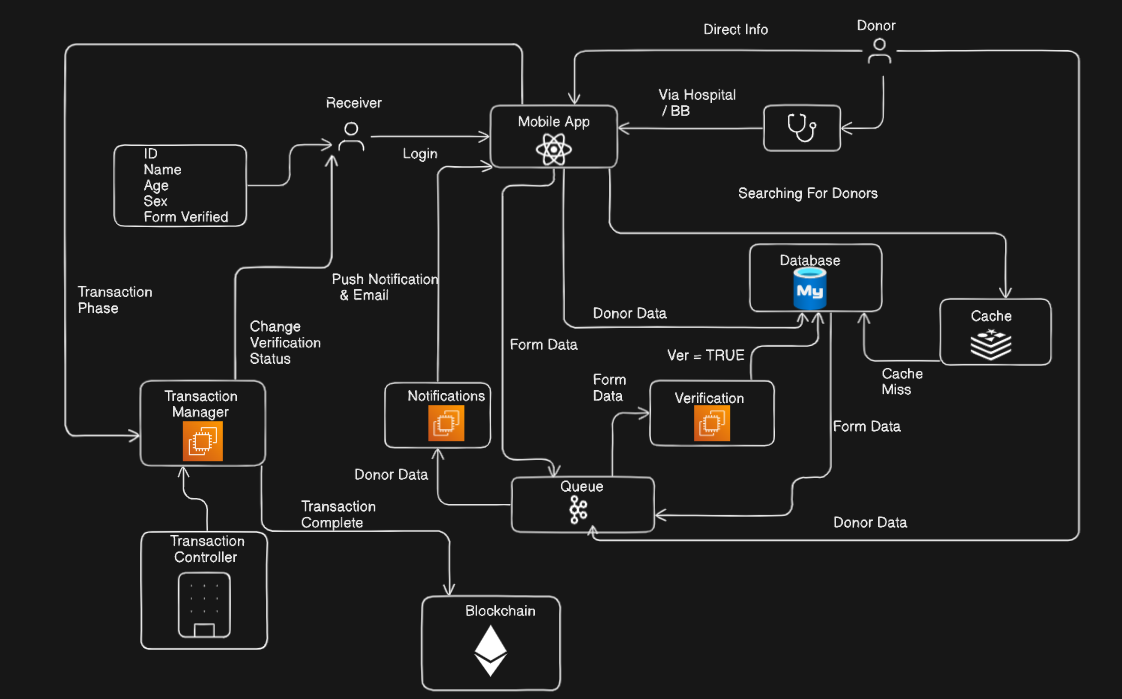 Direct Info
Donor
Via Hospital
/ BB
Receiver
Mobile App
Login
ID
Name
Age
Sex
Form Verified
Searching For Donors
Database
My
Push Notification
& Email
Transaction
Phase
Donor Data
Cache
Change
Verification
Status
Form Data
Ver = TRUE
Cache
Miss
Form
Data
Transaction
Manager
Notifications
Verification
Form Data
Donor Data
Queue
Transaction
Complete
Donor Data
Transaction
Controller
Blockchain